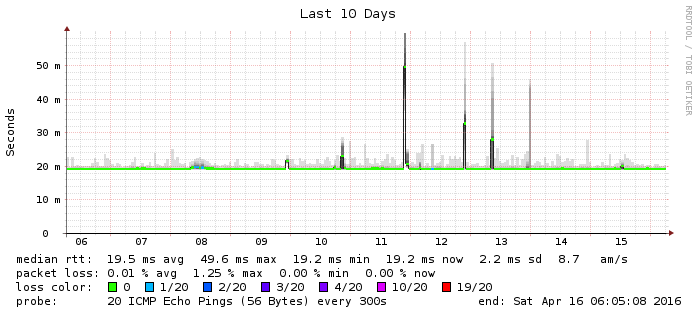 Last 10 Days
RRDTOOL / TOBI OETIKER
Seconds
50 m
40 m
30 m
20 m
10 m
0
06 07 08 09 10 11 12 13 14 15
median rtt: 19.5 ms avg 49.6 ms max 19.2 ms min 19.2 ms now 2.2 ms sd 8.7 am/s
packet loss: 0.01 % avg 1.25 % max 0.00 % min 0.00 % now
loss color: 0 1/20 2/20 3/20 4/20 10/20 19/20
probe: 20 ICMP Echo Pings (56 Bytes) every 300s end: Sat Apr 16 06:05:08 2016